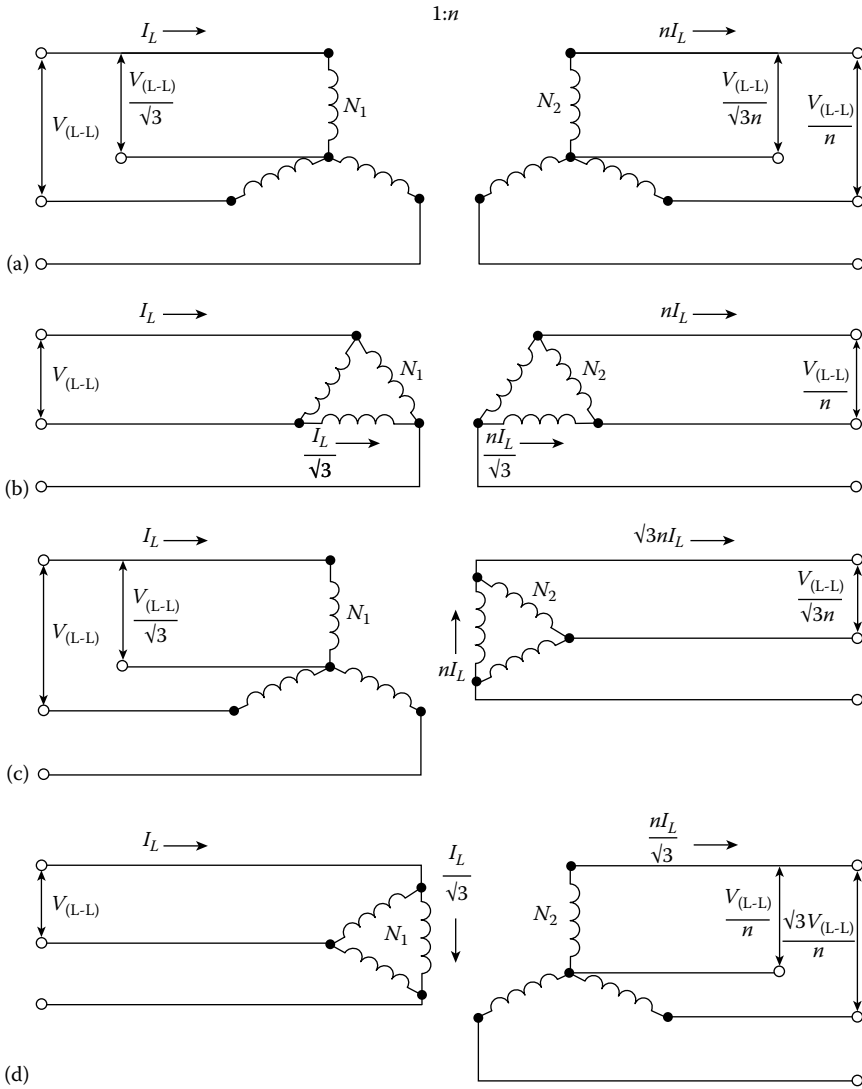 1:n
I_L → nI_L →
V_(L-L) V_(L-L)/√3 N_1 N_2 V_(L-L)/√3n V_(L-L)/n
(a)
I_L → nI_L →
V_(L-L) N_1 N_2 V_(L-L)/n
I_L/√3 → nI_L/√3 →
(b)
I_L → √3nI_L →
V_(L-L) V_(L-L)/√3 N_1 N_2 V_(L-L)/√3n
nI_L
(c)
I_L → I_L/√3 nI_L/√3 →
V_(L-L) N_1 N_2 V_(L-L)/n √3V_(L-L)/n
(d)